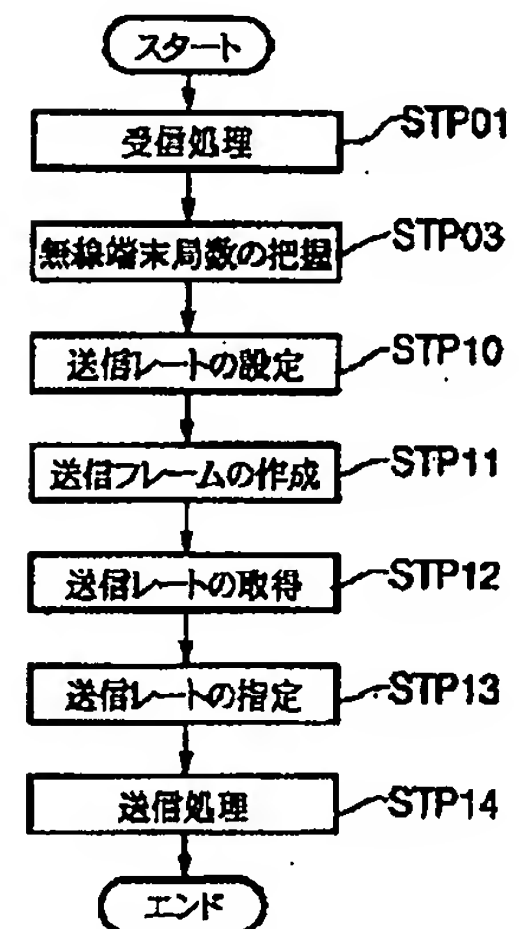 スタート
受信処理 STP01
無線端末局数の把握 STP03
送信レートの設定 STP10
送信フレームの作成 STP11
送信レートの取得 STP12
送信レートの指定 STP13
送信処理 STP14
エンド